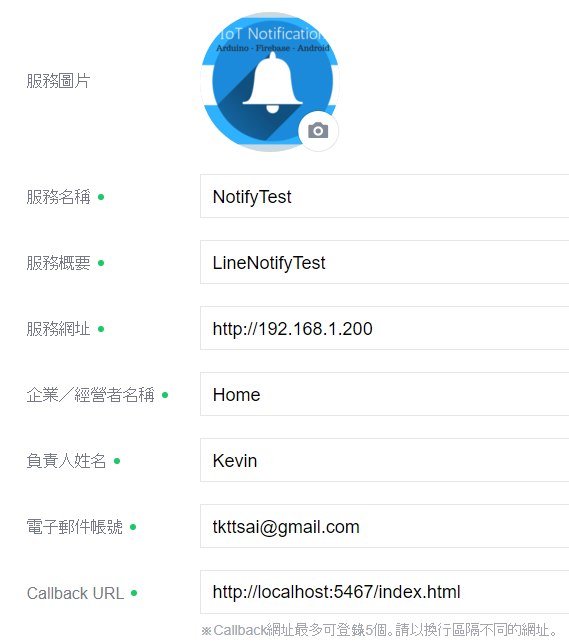 IoT Notification
Arduino - Firebase - Android
服務圖片
服務名稱 NotifyTest
服務概要 LineNotifyTest
服務網址 http://192.168.1.200
企業／經營者名稱 Home
負責人姓名 Kevin
電子郵件帳號 tkttsai@gmail.com
Callback URL http://localhost:5467/index.html
※Callback網址最多可登錄5個。請以換行區隔不同的網址。